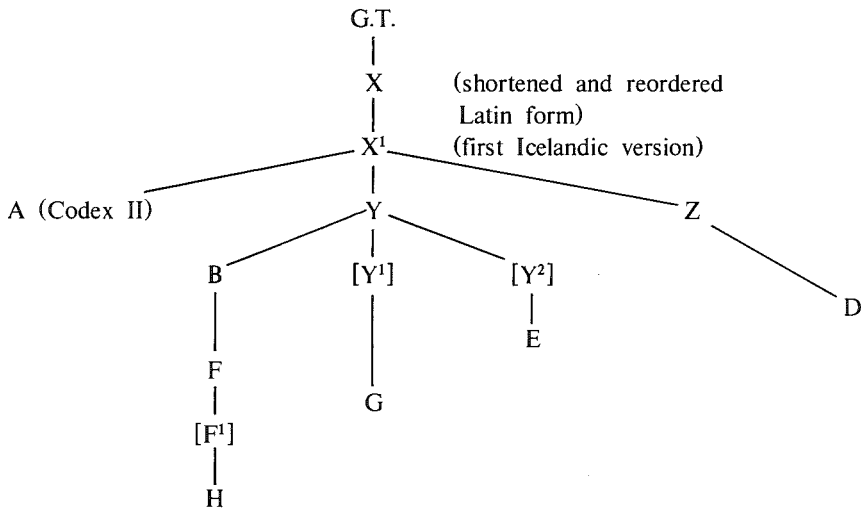 G.T.
X (shortened and reordered
Latin form)
X¹ (first Icelandic version)
A (Codex II) Y Z
B [Y¹] [Y²]
D
E
F
G
[F¹]
H